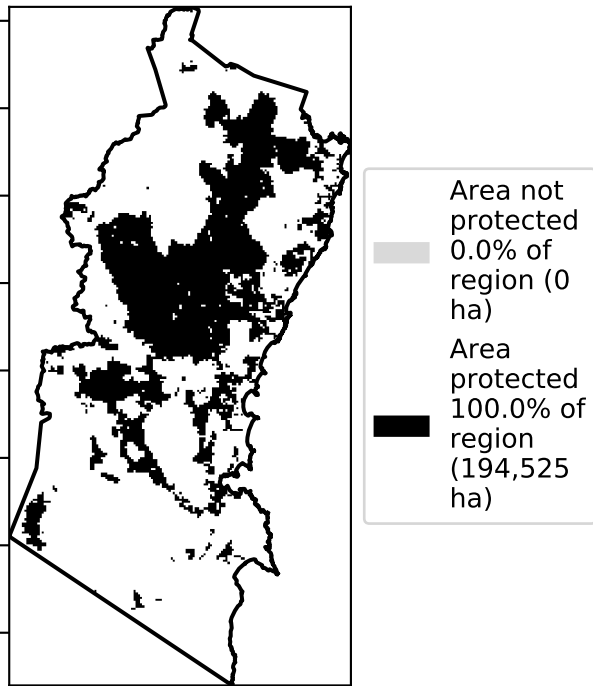 Area not
protected
0.0% of
region (0
ha)
Area
protected
100.0% of
region
(194,525
ha)